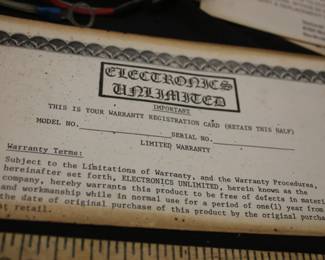 ELECTRONICS
UNLIMITED
IMPORTANT
THIS IS YOUR WARRANTY REGISTRATION CARD (RETAIN THIS HALF)
MODEL NO. SERIAL NO.
LIMITED WARRANTY
Warranty Terms:
Subject to the Limitations of Warranty, and the Warranty Procedures,
hereinafter set forth, ELECTRONICS UNLIMITED, herein known as the
company, hereby warrants this product to be free of defects in materi
and workmanship while in normal use for a period of one(1) year from
the date of original purchase of this product by the original purcha
at retail.